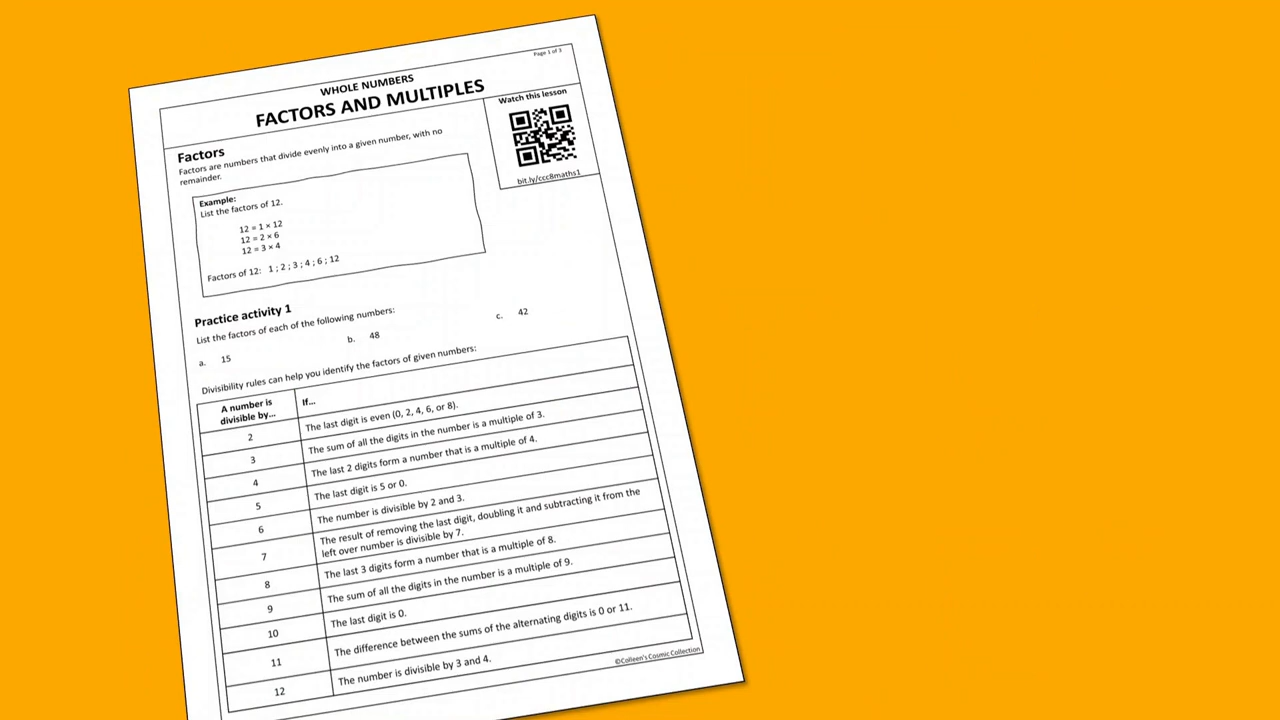 Page 1 of 3
WHOLE NUMBERS
FACTORS AND MULTIPLES
Watch this lesson
bit.ly/ccc8maths1
Factors
Factors are numbers that divide evenly into a given number, with no
remainder.
Example:
List the factors of 12.
12 = 1 × 12
12 = 2 × 6
12 = 3 × 4
Factors of 12: 1 ; 2 ; 3 ; 4 ; 6 ; 12
Practice activity 1
List the factors of each of the following numbers:
a. 15 b. 48 c. 42
Divisibility rules can help you identify the factors of given numbers:
A number is
divisible by...
If...
2 The last digit is even (0, 2, 4, 6, or 8).
3 The sum of all the digits in the number is a multiple of 3.
4 The last 2 digits form a number that is a multiple of 4.
5 The last digit is 5 or 0.
6 The number is divisible by 2 and 3.
7 The result of removing the last digit, doubling it and subtracting it from the
left over number is divisible by 7.
8 The last 3 digits form a number that is a multiple of 8.
9 The sum of all the digits in the number is a multiple of 9.
10 The last digit is 0.
11 The difference between the sums of the alternating digits is 0 or 11.
12 The number is divisible by 3 and 4.
©Colleen's Cosmic Collection